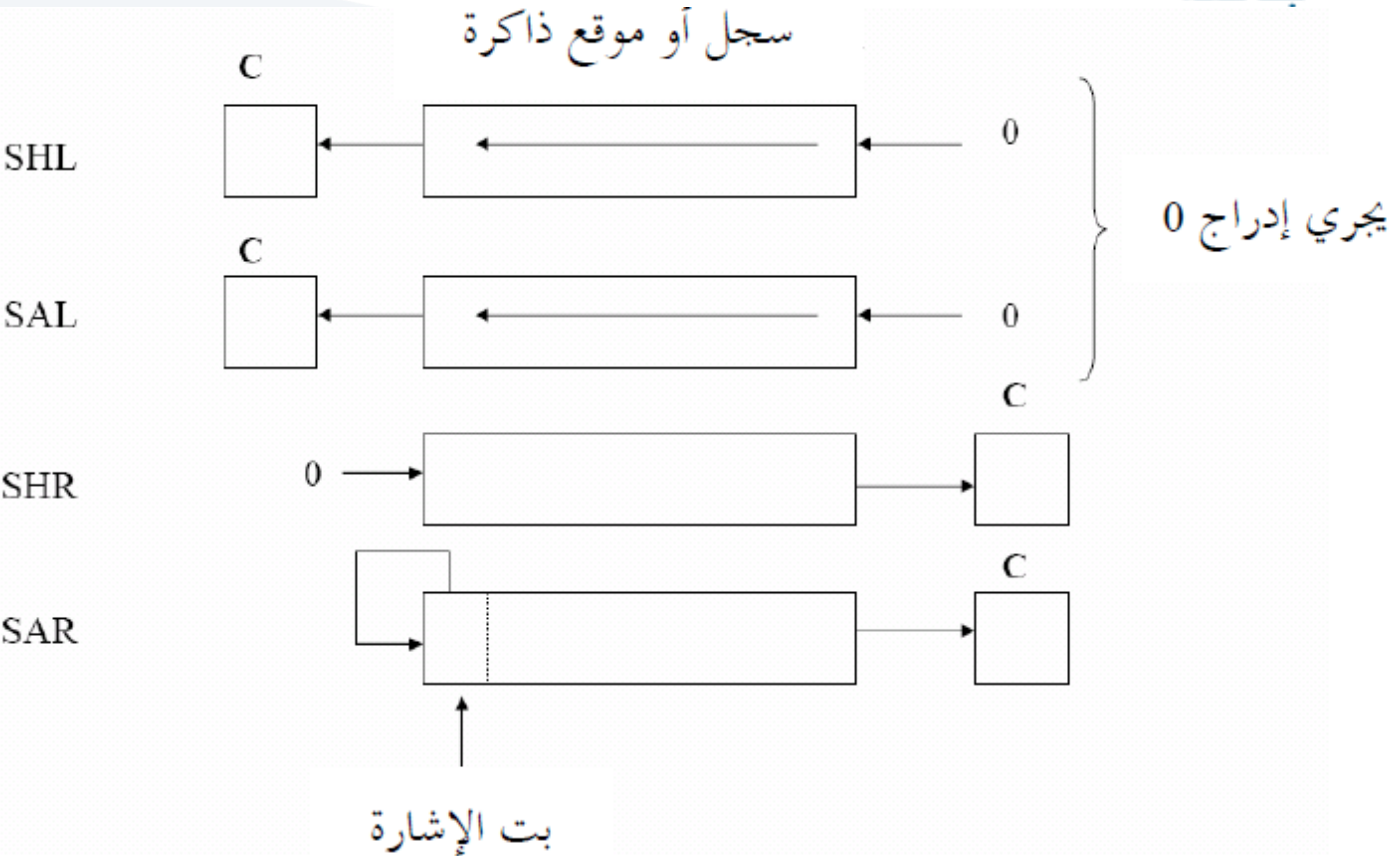 سجل أو موقع ذاكرة
C
SHL
0
يجري إدراج 0
C
SAL
0
C
SHR
0
C
SAR
بت الإشارة